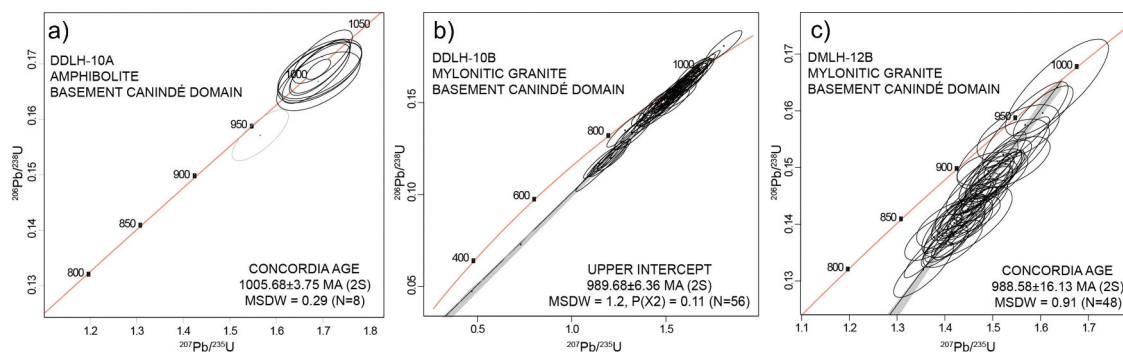 a)
DDLH-10A
AMPHIBOLITE
BASEMENT CANINDÉ DOMAIN
1050
1000
950
900
850
800
0.17
0.16
0.15
0.14
0.13
206Pb/238U
CONCORDIA AGE
1005.68±3.75 MA (2S)
MSDW = 0.29 (N=8)
1.2 1.3 1.4 1.5 1.6 1.7 1.8
207Pb/235U
b)
DDLH-10B
MYLONITIC GRANITE
BASEMENT CANINDÉ DOMAIN
1000
800
600
400
0.15
0.10
0.05
206Pb/238U
UPPER INTERCEPT
989.68±6.36 MA (2S)
MSDW = 1.2, P(X2) = 0.11 (N=56)
0.5 1.0 1.5
207Pb/235U
c)
DMLH-12B
MYLONITIC GRANITE
BASEMENT CANINDÉ DOMAIN
1000
950
900
850
800
0.17
0.16
0.15
0.14
0.13
206Pb/238U
CONCORDIA AGE
988.58±16.13 MA (2S)
MSDW = 0.91 (N=48)
1.1 1.2 1.3 1.4 1.5 1.6 1.7
207Pb/235U